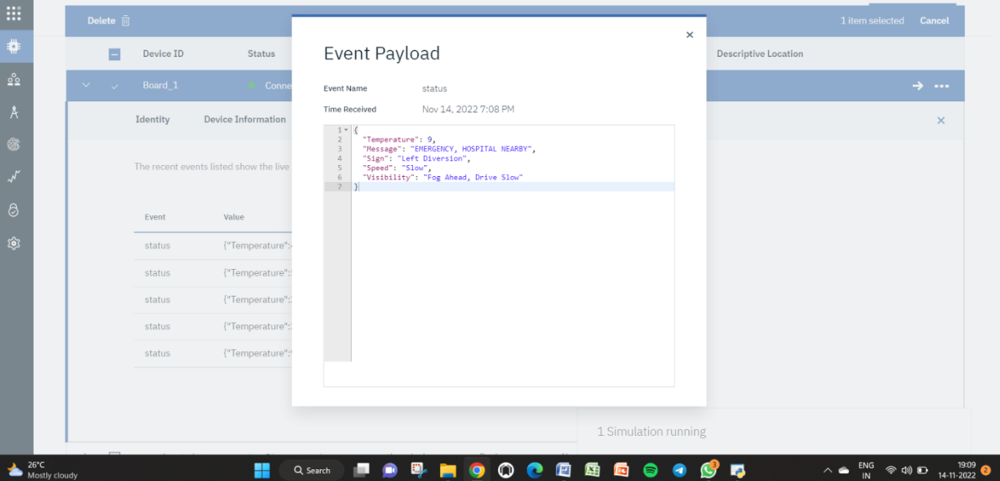 Delete
1 item selected
Cancel
Device ID
Status
Descriptive Location
Board_1
Identity
Device Information
The recent events listed show the live
Event
Value
status
{"Temperature":
status
{"Temperature":
status
{"Temperature":
status
{"Temperature":
status
{"Temperature":
Event Payload
Event Name
status
Time Received
Nov 14, 2022 7:08 PM
1 {
2 "Temperature": 9,
3 "Message": "EMERGENCY, HOSPITAL NEARBY",
4 "Sign": "Left Diversion",
5 "Speed": "Slow",
6 "Visibility": "Fog Ahead, Drive Slow"
7 }
1 Simulation running
26°C
Mostly cloudy
Search
3
ENG
IN
19:09
14-11-2022
2